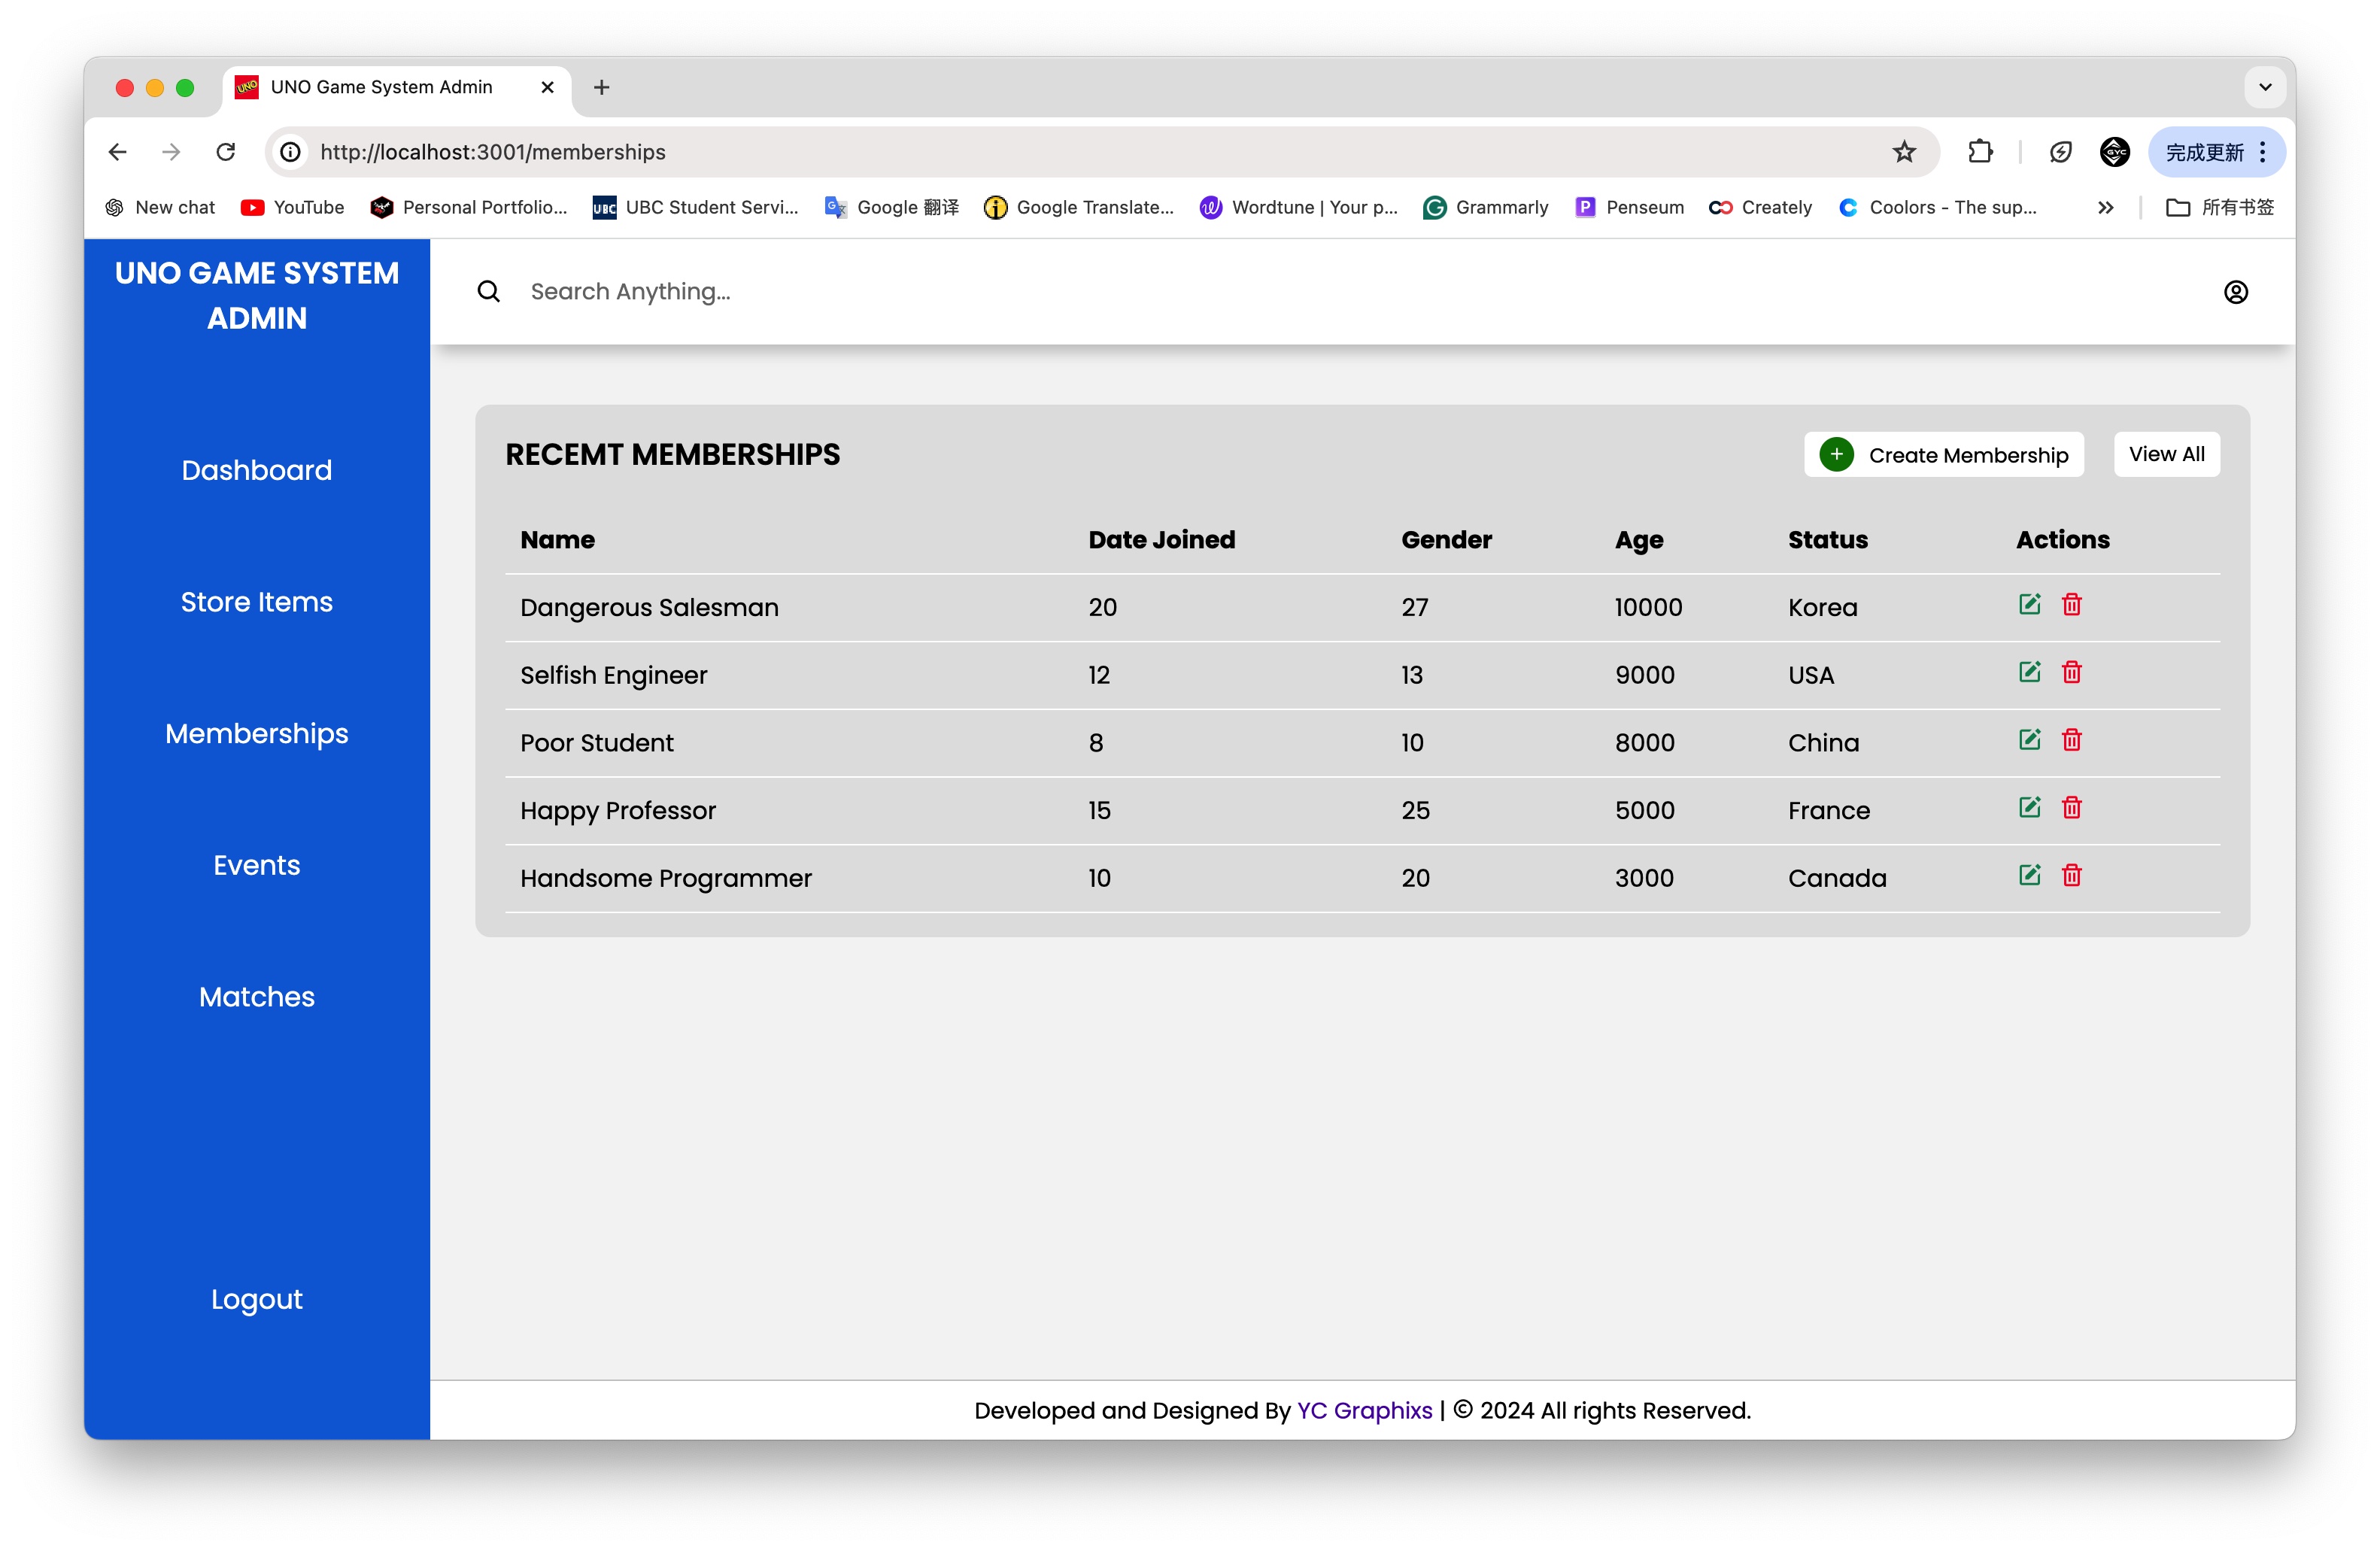 UNO
UNO Game System Admin
http://localhost:3001/memberships
GYC
完成更新
New chat
YouTube
Personal Portfolio...
UBC
UBC Student Servi...
Google 翻译
Google Translate...
Wordtune | Your p...
Grammarly
P
Penseum
Creately
Coolors - The sup...
所有书签
UNO GAME SYSTEM
ADMIN
Search Anything...
Dashboard
Store Items
Memberships
Events
Matches
Logout
RECEMT MEMBERSHIPS
Create Membership
View All
Name Date Joined Gender Age Status Actions
Dangerous Salesman 20 27 10000 Korea
Selfish Engineer 12 13 9000 USA
Poor Student 8 10 8000 China
Happy Professor 15 25 5000 France
Handsome Programmer 10 20 3000 Canada
Developed and Designed By YC Graphixs | © 2024 All rights Reserved.